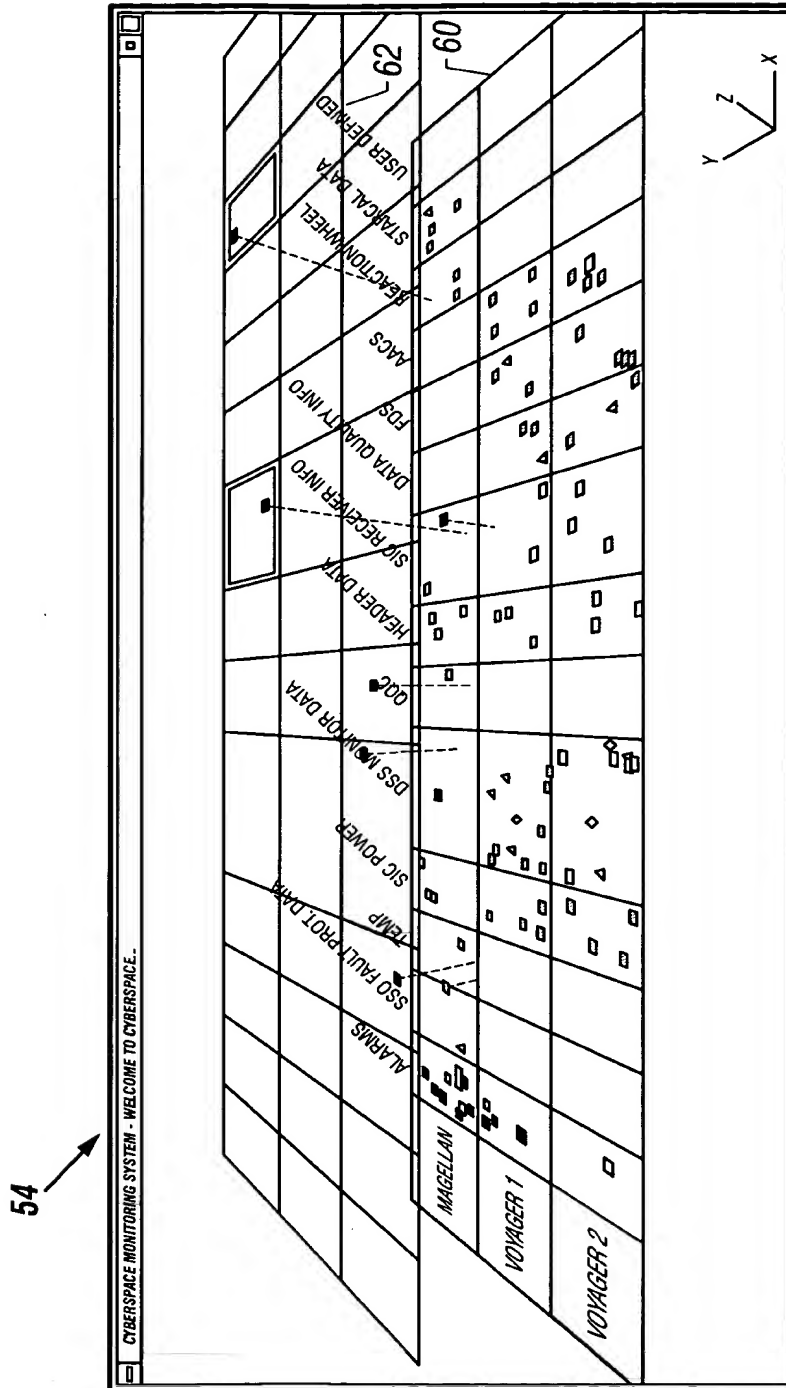 54
CYBERSPACE MONITORING SYSTEM - WELCOME TO CYBERSPACE...
62
60
ALARMS
SSO FAULT PROT. DATA
TEMP
SIC POWER
DSS MONITOR DATA
QQC
HEADER DATA
SIC RECEIVER INFO
DATA QUALITY INFO
FDS
AACS
REACTION WHEEL
STARCAL DATA
USER DEFINED
MAGELLAN
VOYAGER 1
VOYAGER 2
Y
Z
X